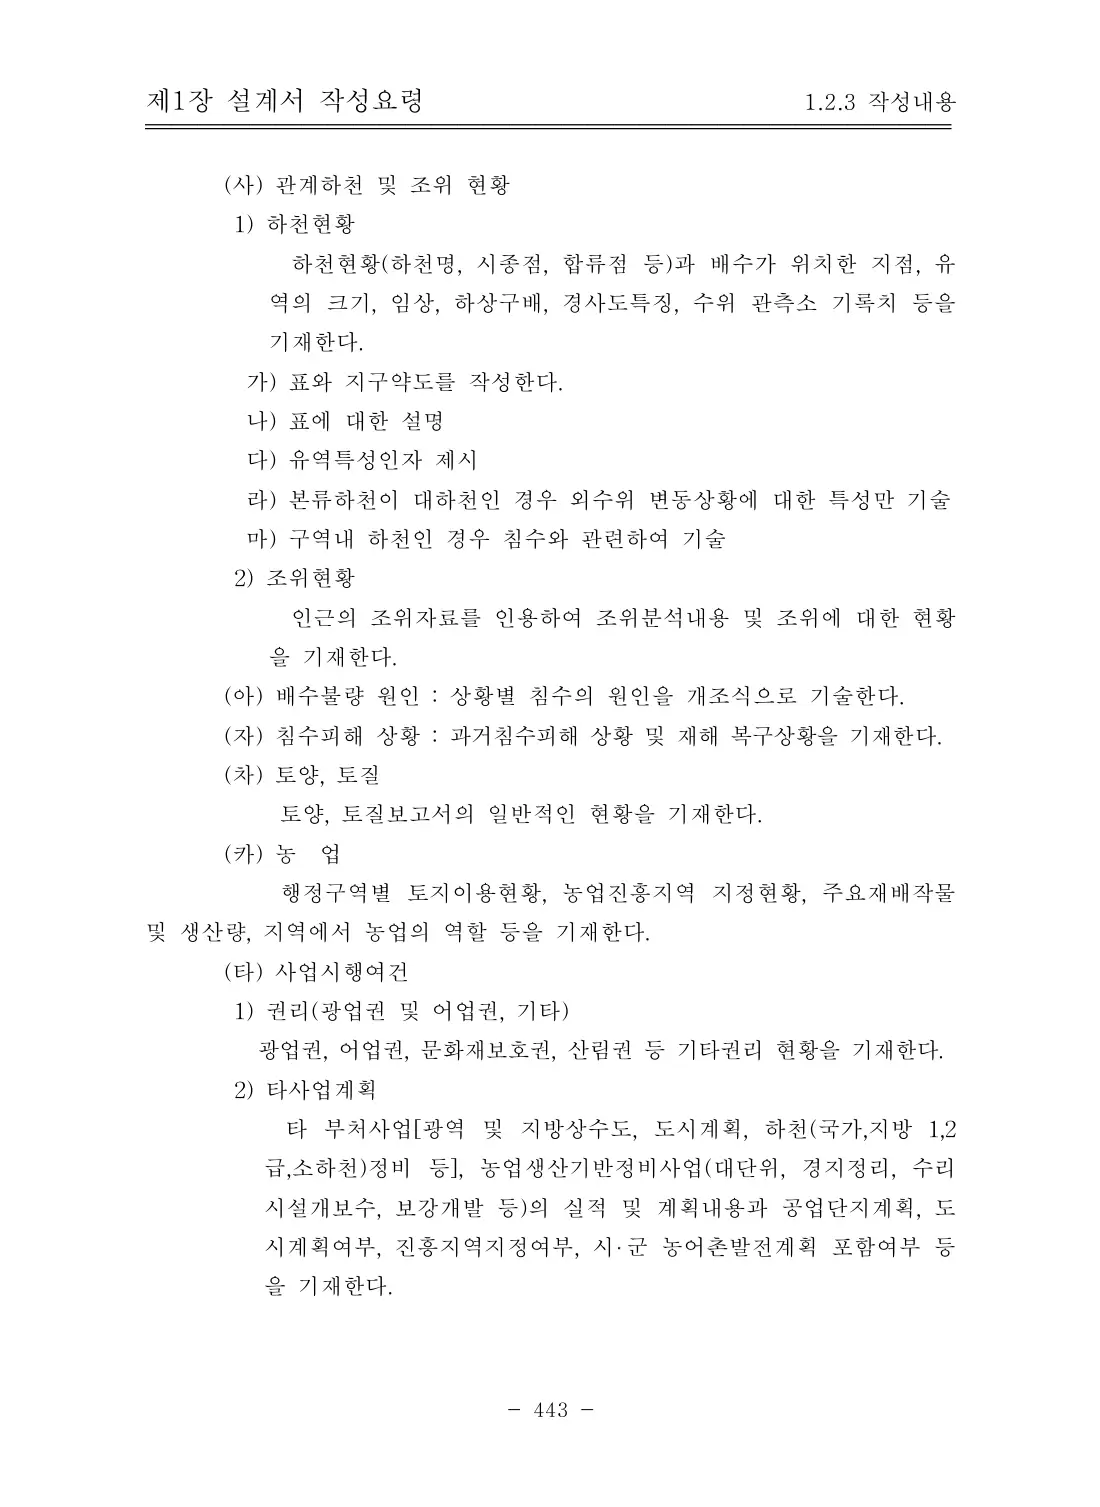 제1장 설계서 작성요령 1.2.3 작성내용
(사) 관계하천 및 조위 현황
1) 하천현황
하천현황(하천명, 시종점, 합류점 등)과 배수가 위치한 지점, 유
역의 크기, 임상, 하상구배, 경사도특징, 수위 관측소 기록치 등을
기재한다.
가) 표와 지구약도를 작성한다.
나) 표에 대한 설명
다) 유역특성인자 제시
라) 본류하천이 대하천인 경우 외수위 변동상황에 대한 특성만 기술
마) 구역내 하천인 경우 침수와 관련하여 기술
2) 조위현황
인근의 조위자료를 인용하여 조위분석내용 및 조위에 대한 현황
을 기재한다.
(아) 배수불량 원인 : 상황별 침수의 원인을 개조식으로 기술한다.
(자) 침수피해 상황 : 과거침수피해 상황 및 재해 복구상황을 기재한다.
(차) 토양, 토질
토양, 토질보고서의 일반적인 현황을 기재한다.
(카) 농 업
행정구역별 토지이용현황, 농업진흥지역 지정현황, 주요재배작물
및 생산량, 지역에서 농업의 역할 등을 기재한다.
(타) 사업시행여건
1) 권리(광업권 및 어업권, 기타)
광업권, 어업권, 문화재보호권, 산림권 등 기타권리 현황을 기재한다.
2) 타사업계획
타 부처사업[광역 및 지방상수도, 도시계획, 하천(국가,지방 1,2
급,소하천)정비 등], 농업생산기반정비사업(대단위, 경지정리, 수리
시설개보수, 보강개발 등)의 실적 및 계획내용과 공업단지계획, 도
시계획여부, 진흥지역지정여부, 시·군 농어촌발전계획 포함여부 등
을 기재한다.
- 443 -